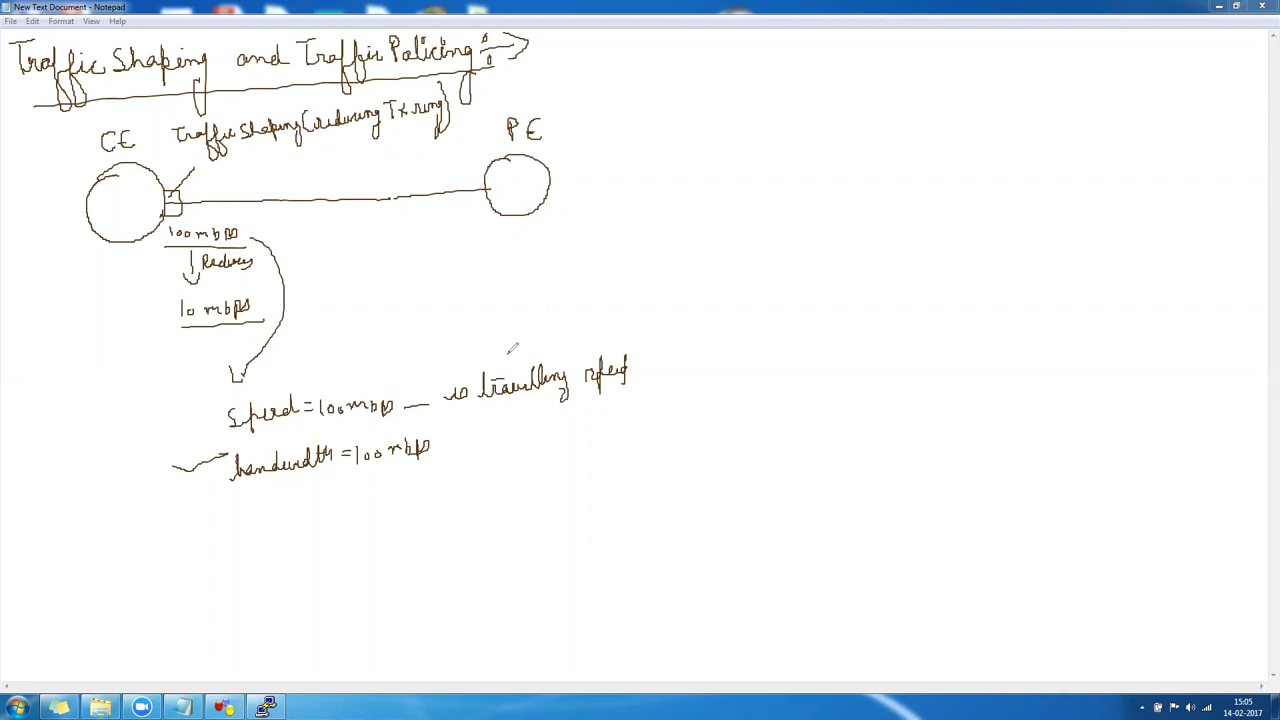 New Text Document - Notepad
File Edit Format View Help
Traffic Shaping and Traffic Policing :->
Traffic Shaping (reducing Tx ring)
CE
PE
100 mbps
Reduces
10 mbps
Speed = 100 mbps — is travelling speed
bandwidth = 100 mbps
15:05
14-02-2017